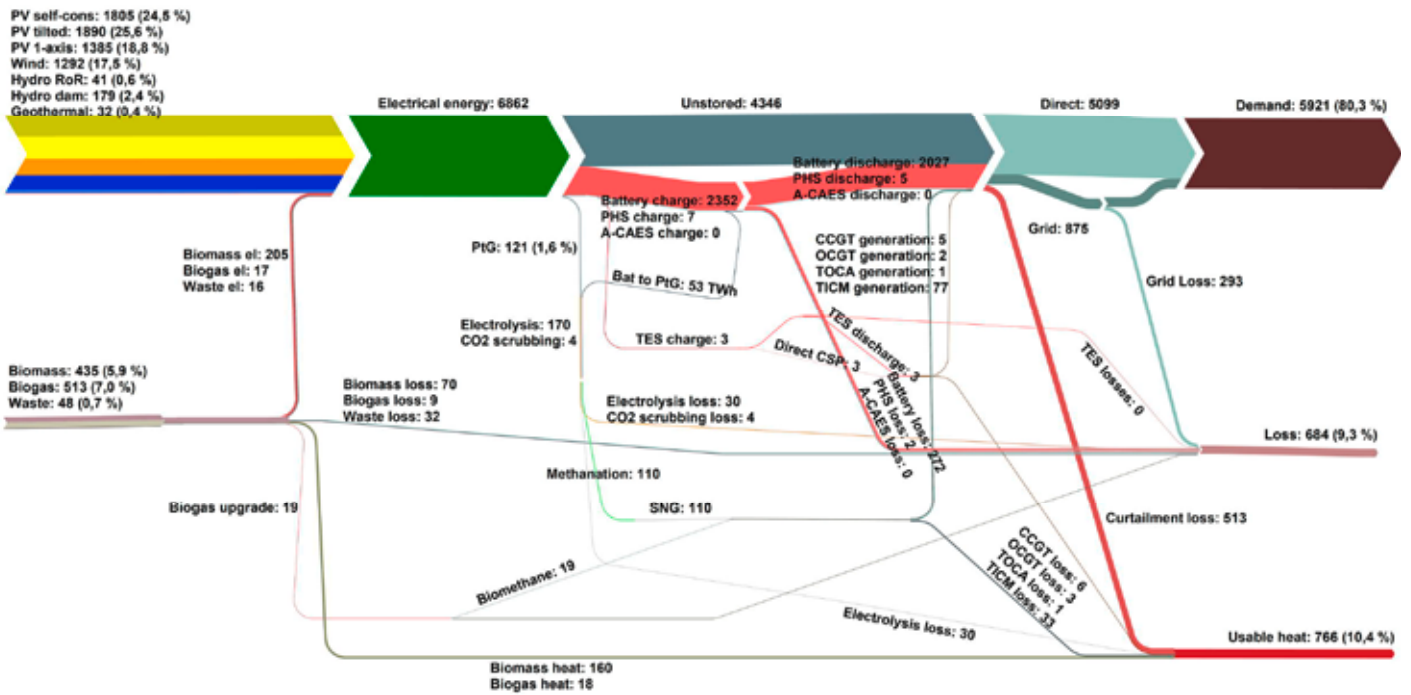 PV self-cons: 1805 (24,5 %)
PV tilted: 1890 (25,6 %)
PV 1-axis: 1385 (18,8 %)
Wind: 1292 (17,5 %)
Hydro RoR: 41 (0,6 %)
Hydro dam: 179 (2,4 %)
Geothermal: 32 (0,4 %)
Electrical energy: 6862
Unstored: 4346
Direct: 5099
Demand: 5921 (80,3 %)
Battery discharge: 2027
PHS discharge: 5
A-CAES discharge: 0
Battery charge: 2352
PHS charge: 7
A-CAES charge: 0
Grid: 875
Biomass el: 205
Biogas el: 17
Waste el: 16
PtG: 121 (1,6 %)
CCGT generation: 5
OCGT generation: 2
TOCA generation: 1
TICM generation: 77
Bat to PtG: 53 TWh
Grid Loss: 293
Electrolysis: 170
CO2 scrubbing: 4
TES charge: 3
TES discharge: 3
Direct CSP: 3
TES losses: 0
Biomass: 435 (5,9 %)
Biogas: 513 (7,0 %)
Waste: 48 (0,7 %)
Biomass loss: 70
Biogas loss: 9
Waste loss: 32
Electrolysis loss: 30
CO2 scrubbing loss: 4
Battery loss: 272
PHS loss: 2
A-CAES loss: 0
Loss: 684 (9,3 %)
Methanation: 110
Biogas upgrade: 19
SNG: 110
Curtailment loss: 513
Biomethane: 19
CCGT loss: 6
OCGT loss: 3
TOCA loss: 1
TICM loss: 33
Electrolysis loss: 30
Usable heat: 766 (10,4 %)
Biomass heat: 160
Biogas heat: 18